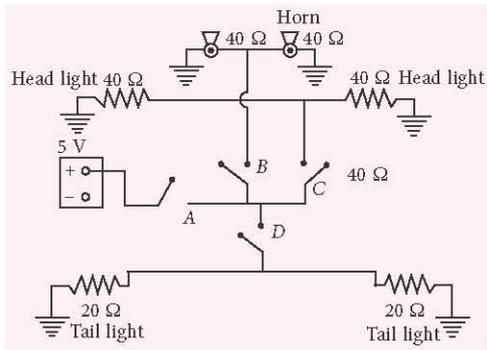 Horn
40 Ω 40 Ω
Head light 40 Ω 40 Ω Head light
5 V
+
−
B
C 40 Ω
A
D
20 Ω 20 Ω
Tail light Tail light